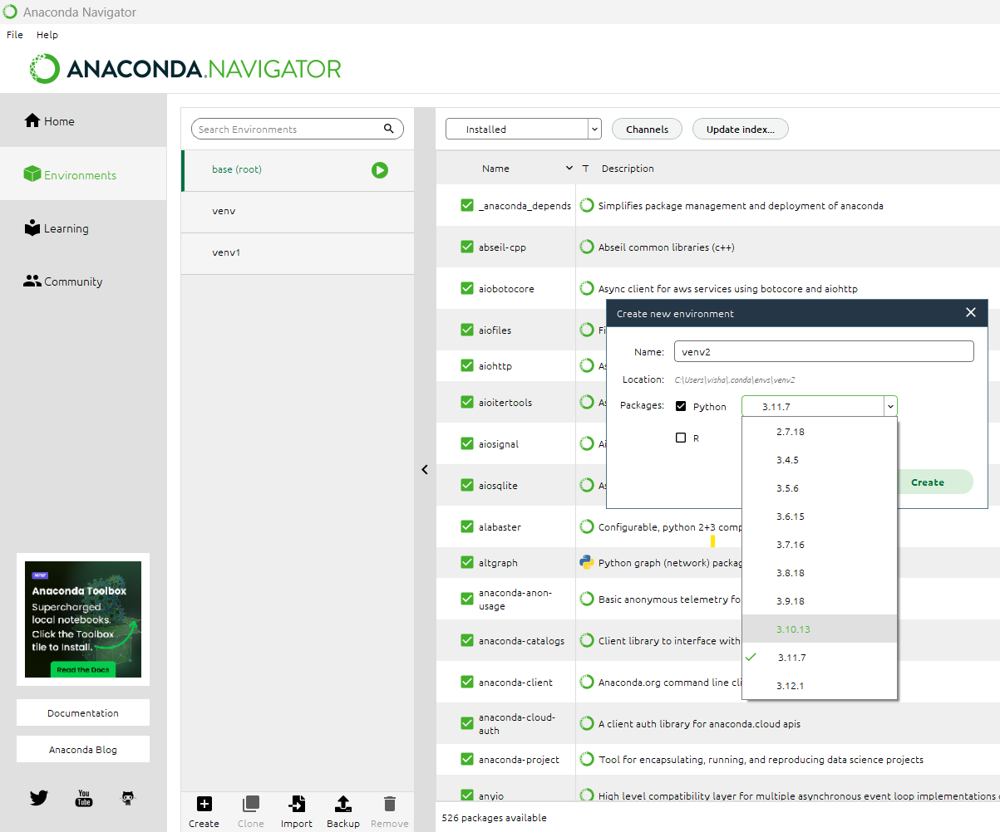 Anaconda Navigator
File Help
ANACONDA.NAVIGATOR
Home
Environments
Learning
Community
NEW!
Anaconda Toolbox
Supercharged
local notebooks.
Click the Toolbox
tile to Install.
Read the Docs
Documentation
Anaconda Blog
You
Tube
Search Environments
base (root)
venv
venv1
Create Clone Import Backup Remove
Installed Channels Update index...
Name T Description
_anaconda_depends Simplifies package management and deployment of anaconda
abseil-cpp Abseil common libraries (c++)
aiobotocore Async client for aws services using botocore and aiohttp
aiofiles Fi
aiohttp As
aioitertools As
aiosignal Ai
aiosqlite As
alabaster Configurable, python 2+3 comp
altgraph Python graph (network) packag
anaconda-anon-
usage Basic anonymous telemetry fo
anaconda-catalogs Client library to interface with
anaconda-client Anaconda.org command line cli
anaconda-cloud-
auth A client auth library for anaconda.cloud apis
anaconda-project Tool for encapsulating, running, and reproducing data science projects
anyio High level compatibility layer for multiple asynchronous event loop implementations
526 packages available
Create new environment
Name: venv2
Location: C:\Users\visha\.conda\envs\venv2
Packages: Python 3.11.7
R
Create
2.7.18
3.4.5
3.5.6
3.6.15
3.7.16
3.8.18
3.9.18
3.10.13
3.11.7
3.12.1